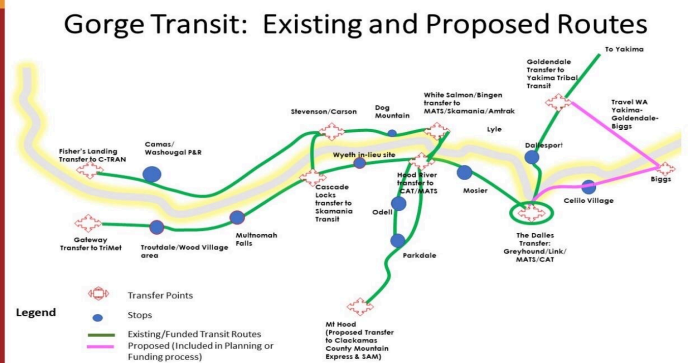 Gorge Transit:  Existing and Proposed Routes
To Yakima
Goldendale
Transfer to
Yakima Tribal
Transit
White Salmon/Bingen
transfer to
MATS/Skamania/Amtrak
Travel WA
Yakima-
Goldendale-
Biggs
Stevenson/Carson
Dog
Mountain
Lyle
Fisher's Landing
Transfer to C-TRAN
Camas/
Washougal P&R
Wyeth in-lieu site
Dallesport
Hood River
transfer to
CAT/MATS
Cascade
Locks
transfer to
Skamania
Transit
Mosier
Celilo Village
Biggs
Odell
Gateway
Transfer to TriMet
Troutdale/Wood Village
area
Multnomah
Falls
The Dalles
Transfer:
Greyhound/Link/
MATS/CAT
Parkdale
Legend
Transfer Points
Stops
Existing/Funded Transit Routes
Proposed (Included in Planning or
Funding process)
Mt Hood
(Proposed Transfer
to Clackamas
County Mountain
Express & SAM)